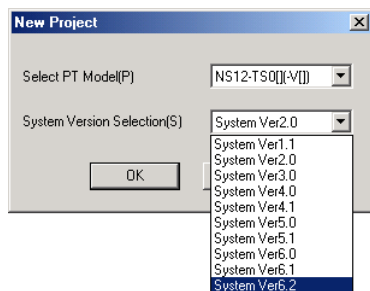 New Project
Select PT Model(P) NS12-TS0[](-V[])
System Version Selection(S) System Ver2.0
System Ver1.1
System Ver2.0
System Ver3.0
System Ver4.0
System Ver4.1
System Ver5.0
System Ver5.1
System Ver6.0
System Ver6.1
System Ver6.2
OK